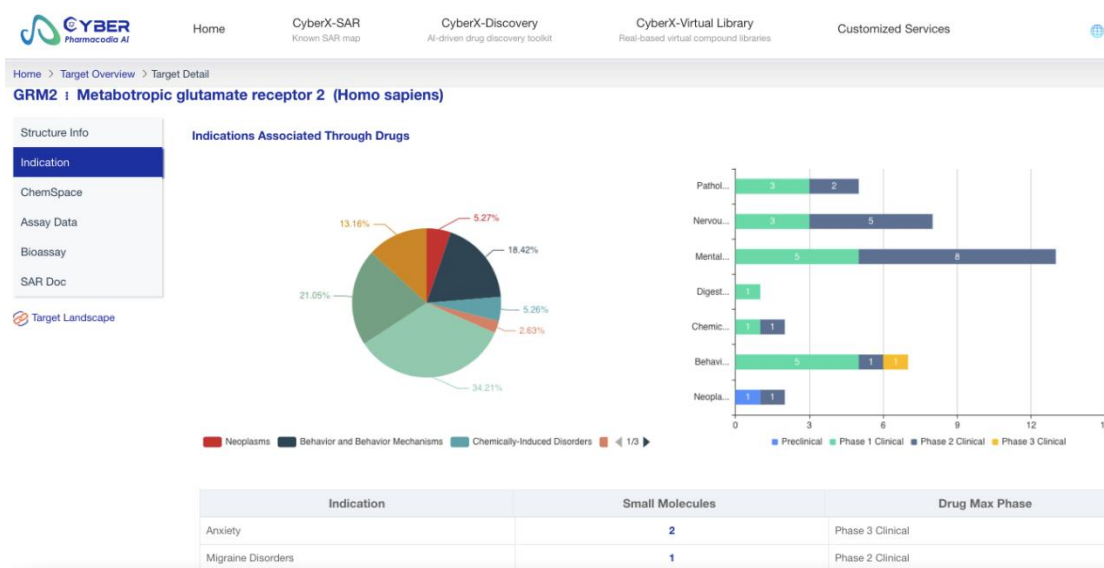 CYBER
Pharmacodia AI
Home
CyberX-SAR
Known SAR map
CyberX-Discovery
AI-driven drug discovery toolkit
CyberX-Virtual Library
Real-based virtual compound libraries
Customized Services
Home > Target Overview > Target Detail
GRM2 : Metabotropic glutamate receptor 2 (Homo sapiens)
Structure Info
Indication
ChemSpace
Assay Data
Bioassay
SAR Doc
Target Landscape
Indications Associated Through Drugs
5.27%
18.42%
5.26%
2.63%
34.21%
21.05%
13.16%
Neoplasms Behavior and Behavior Mechanisms Chemically-Induced Disorders 1/3
Pathol... 3 2
Nervou... 3 5
Mental... 5 8
Digest... 1
Chemic... 1 1
Behavi... 5 1 1
Neopla... 1 1
0 3 6 9 12
Preclinical Phase 1 Clinical Phase 2 Clinical Phase 3 Clinical
Indication Small Molecules Drug Max Phase
Anxiety 2 Phase 3 Clinical
Migraine Disorders 1 Phase 2 Clinical